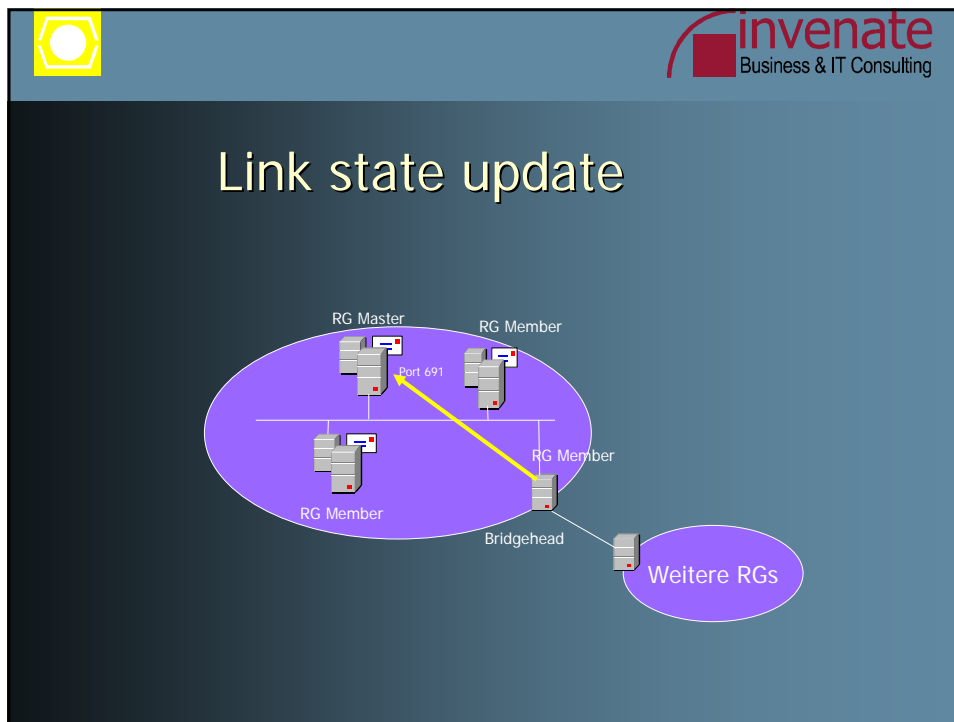 invenate
Business & IT Consulting
Link state update
RG Master
RG Member
Port 691
RG Member
RG Member
Bridgehead
Weitere RGs